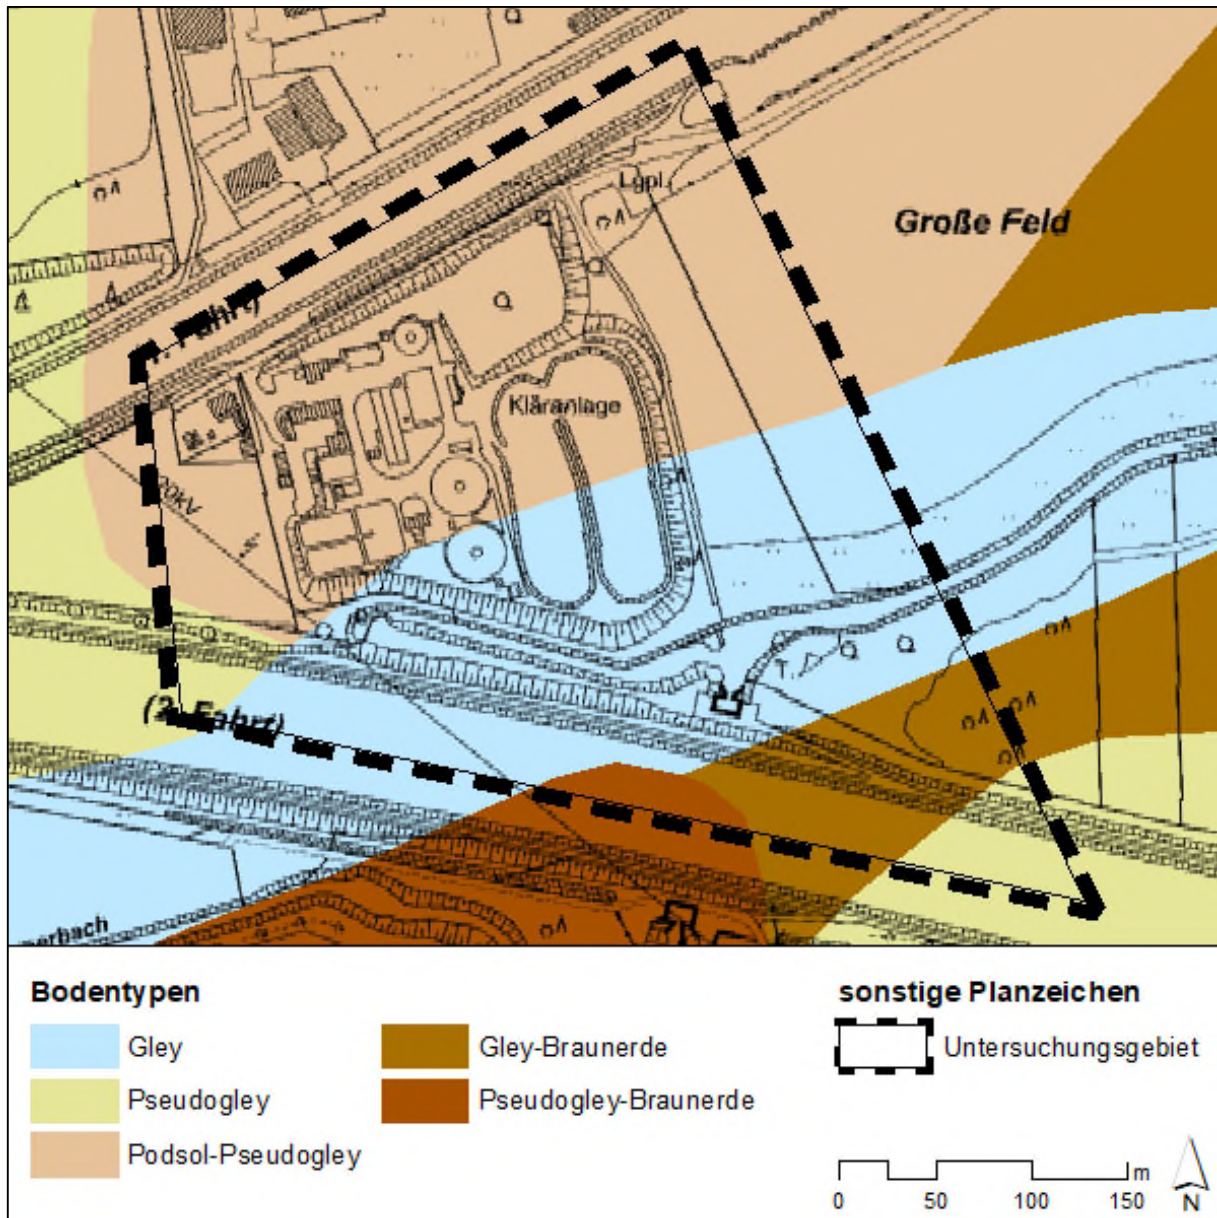 Lgpl.
Große Feld
Fahrt)
Kläranlage
20kV
T.
(2. Fahrt)
erbach
Bodentypen
Gley
Pseudogley
Podsol-Pseudogley
Gley-Braunerde
Pseudogley-Braunerde
sonstige Planzeichen
Untersuchungsgebiet
m
0 50 100 150
N